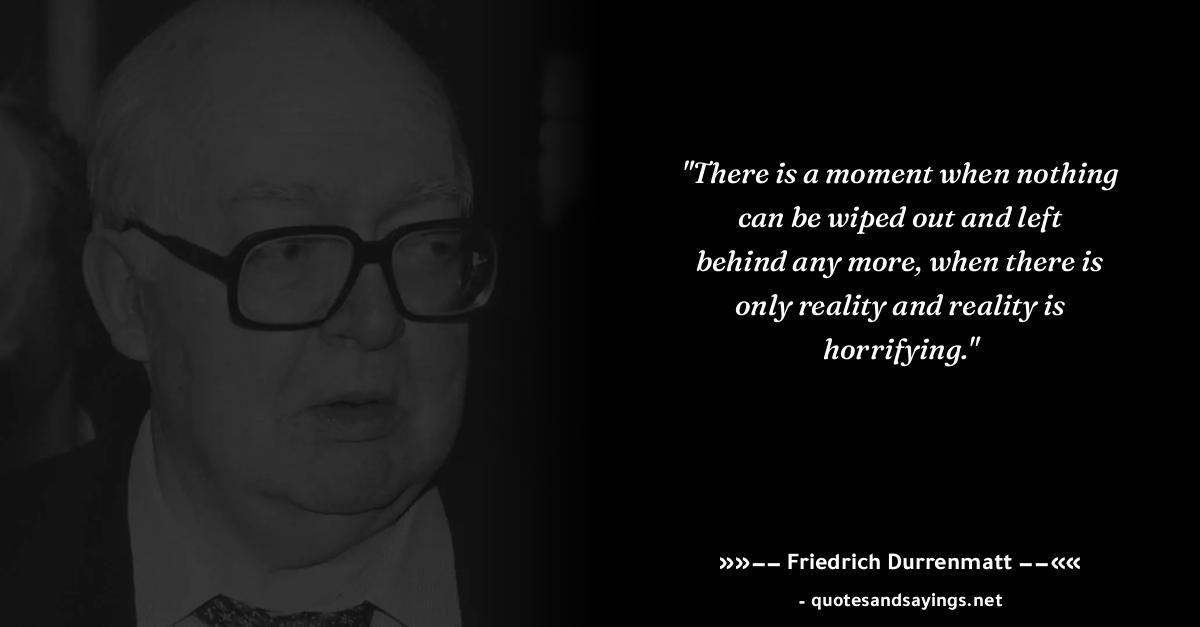 "There is a moment when nothing
can be wiped out and left
behind any more, when there is
only reality and reality is
horrifying."
»»−− Friedrich Durrenmatt −−««
- quotesandsayings.net